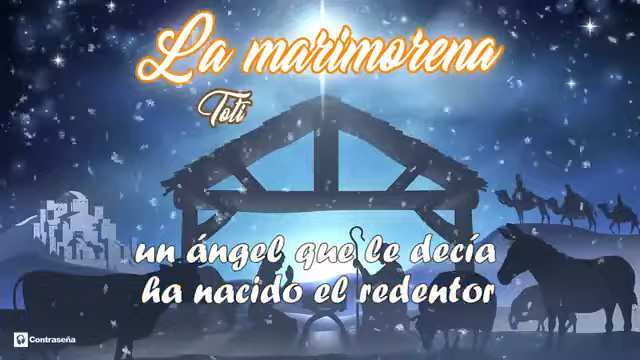 La marimorena
Toti
un ángel que le decía
ha nacido el redentor
Contraseña